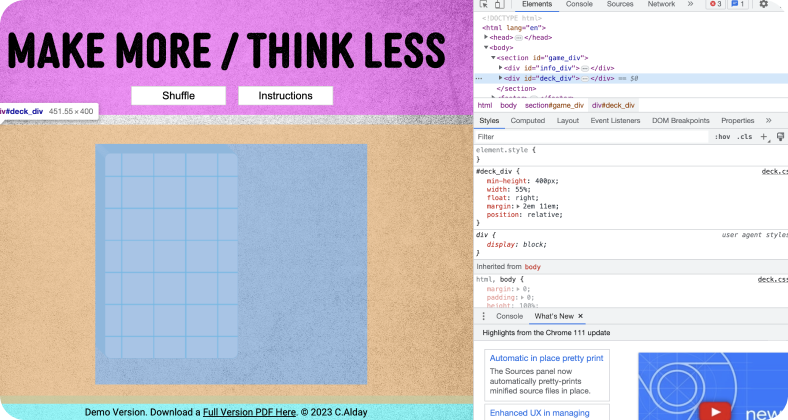 Elements Console Sources Network » 3 1
<!DOCTYPE html>
<html lang="en">
MAKE MORE / THINK LESS
▶<head>⋯</head>
▼<body>
▼<section id="game_div">
▶<div id="info_div">⋯</div>
⋯ ▶<div id="deck_div">⋯</div> == $0
</section>
Shuffle Instructions
html body section#game_div div#deck_div
iv#deck_div 451.55 × 400
Styles Computed Layout Event Listeners DOM Breakpoints Properties »
Filter :hov .cls
element.style {
}
#deck_div { deck.cs
min-height: 400px;
width: 55%;
float: right;
margin:▶ 2em 11em;
position: relative;
}
div { user agent styles
display: block;
}
Inherited from body
html, body { deck.css
margin:▶ 0;
padding:▶ 0;
height: 100%;
Console What's New ×
Highlights from the Chrome 111 update
Automatic in place pretty print
The Sources panel now
automatically pretty-prints
minified source files in place.
Enhanced UX in managing
new
Demo Version. Download a Full Version PDF Here. © 2023 C.Alday